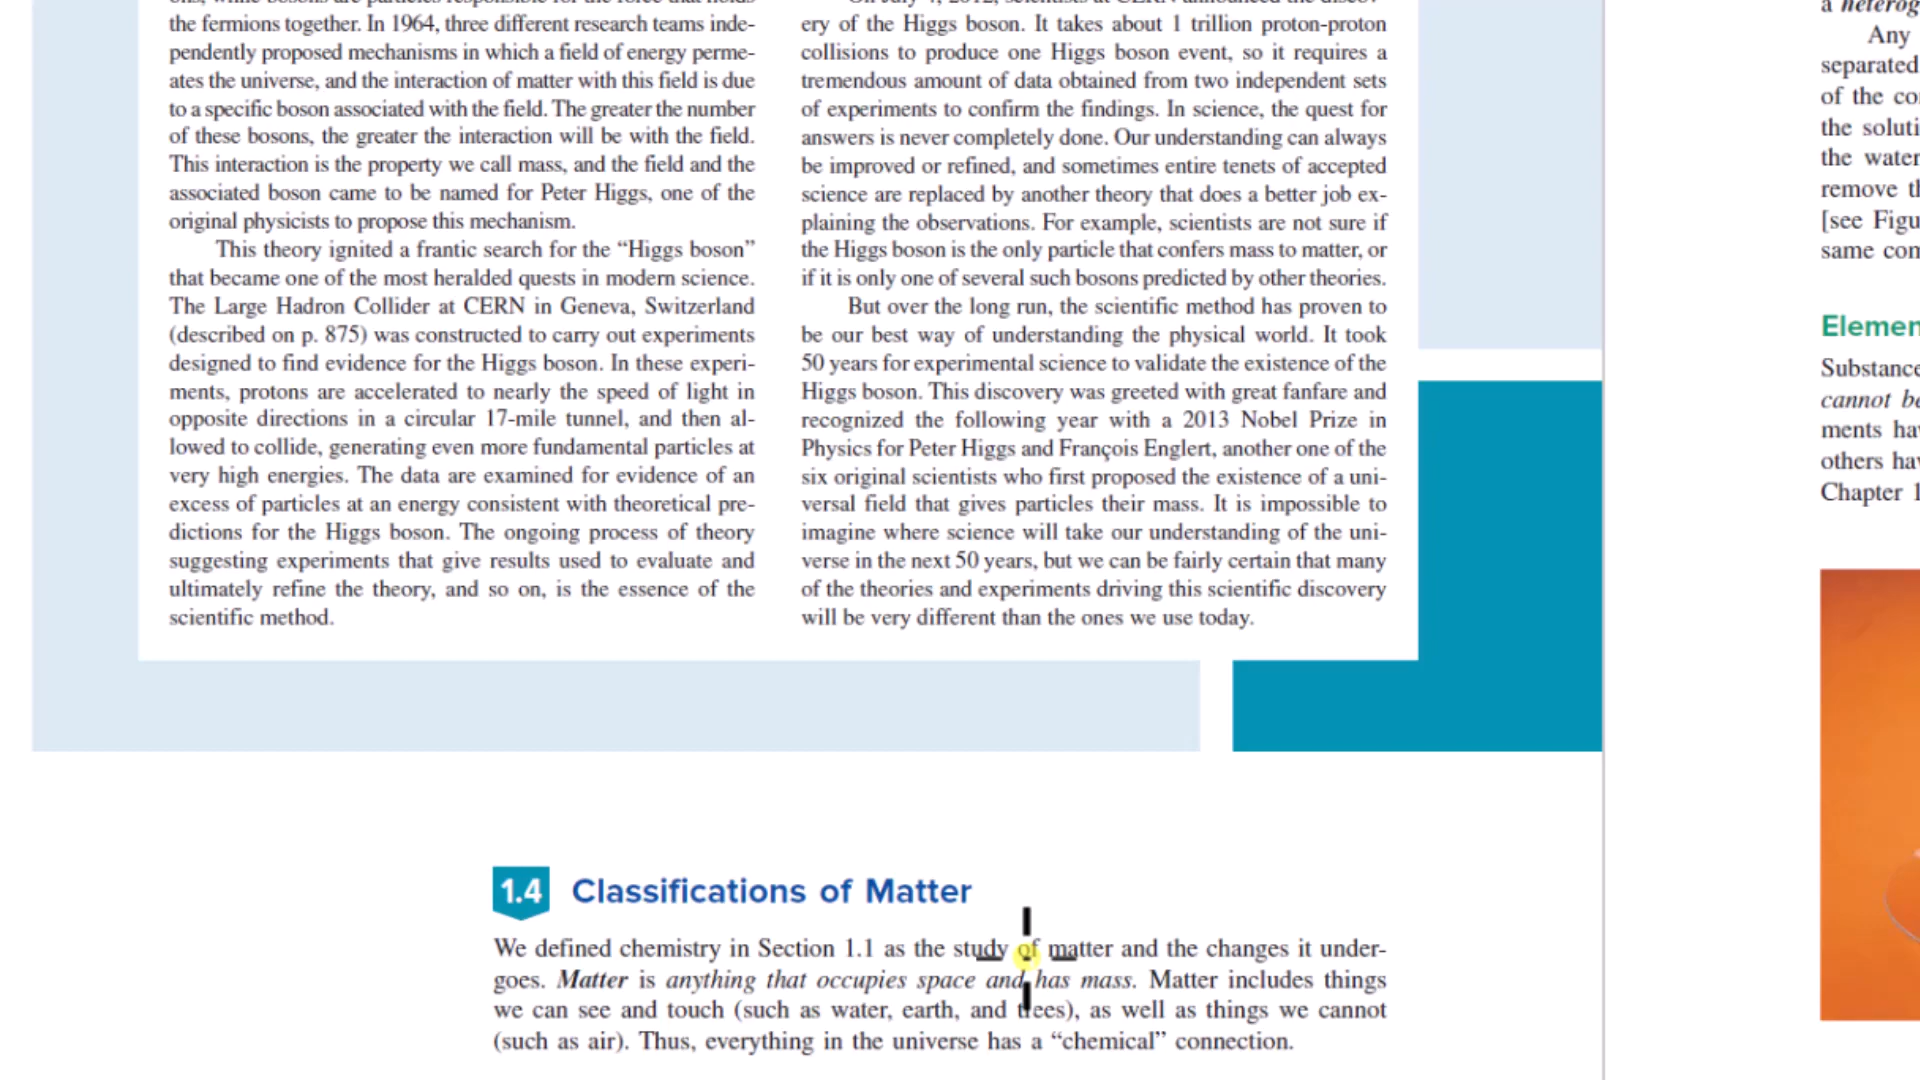 the fermions together. In 1964, three different research teams inde-
pendently proposed mechanisms in which a field of energy perme-
ates the universe, and the interaction of matter with this field is due
to a specific boson associated with the field. The greater the number
of these bosons, the greater the interaction will be with the field.
This interaction is the property we call mass, and the field and the
associated boson came to be named for Peter Higgs, one of the
original physicists to propose this mechanism.
This theory ignited a frantic search for the “Higgs boson”
that became one of the most heralded quests in modern science.
The Large Hadron Collider at CERN in Geneva, Switzerland
(described on p. 875) was constructed to carry out experiments
designed to find evidence for the Higgs boson. In these experi-
ments, protons are accelerated to nearly the speed of light in
opposite directions in a circular 17-mile tunnel, and then al-
lowed to collide, generating even more fundamental particles at
very high energies. The data are examined for evidence of an
excess of particles at an energy consistent with theoretical pre-
dictions for the Higgs boson. The ongoing process of theory
suggesting experiments that give results used to evaluate and
ultimately refine the theory, and so on, is the essence of the
scientific method.
ery of the Higgs boson. It takes about 1 trillion proton-proton
collisions to produce one Higgs boson event, so it requires a
tremendous amount of data obtained from two independent sets
of experiments to confirm the findings. In science, the quest for
answers is never completely done. Our understanding can always
be improved or refined, and sometimes entire tenets of accepted
science are replaced by another theory that does a better job ex-
plaining the observations. For example, scientists are not sure if
the Higgs boson is the only particle that confers mass to matter, or
if it is only one of several such bosons predicted by other theories.
But over the long run, the scientific method has proven to
be our best way of understanding the physical world. It took
50 years for experimental science to validate the existence of the
Higgs boson. This discovery was greeted with great fanfare and
recognized the following year with a 2013 Nobel Prize in
Physics for Peter Higgs and François Englert, another one of the
six original scientists who first proposed the existence of a uni-
versal field that gives particles their mass. It is impossible to
imagine where science will take our understanding of the uni-
verse in the next 50 years, but we can be fairly certain that many
of the theories and experiments driving this scientific discovery
will be very different than the ones we use today.
1.4 Classifications of Matter
We defined chemistry in Section 1.1 as the study of matter and the changes it under-
goes. Matter is anything that occupies space and has mass. Matter includes things
we can see and touch (such as water, earth, and trees), as well as things we cannot
(such as air). Thus, everything in the universe has a “chemical” connection.
a heterog
Any
separated
of the co
the soluti
the water
remove th
[see Figu
same com
Elemen
Substance
cannot be
ments hav
others hav
Chapter 1